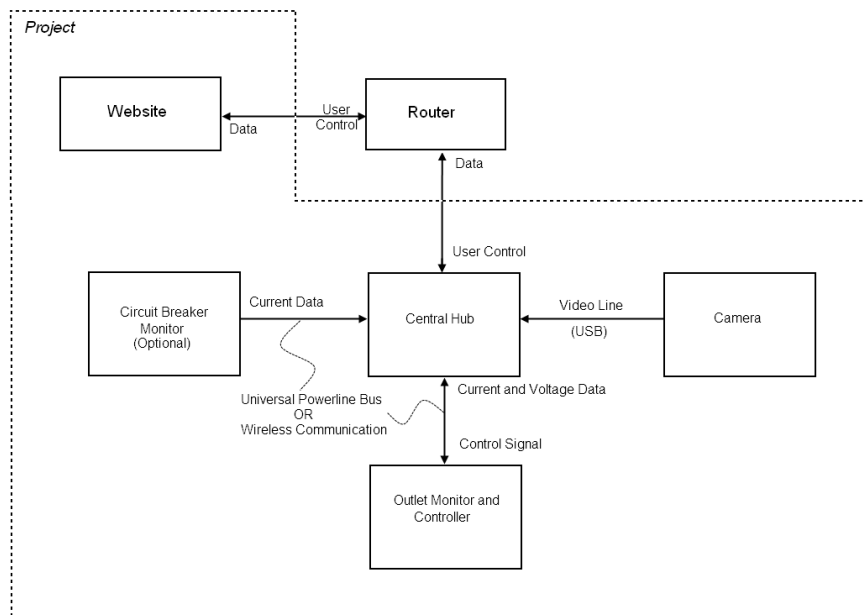 Project
Website
Router
User
Control
Data
Data
User Control
Circuit Breaker
Monitor
(Optional)
Current Data
Central Hub
Video Line
(USB)
Camera
Universal Powerline Bus
OR
Wireless Communication
Current and Voltage Data
Control Signal
Outlet Monitor and
Controller